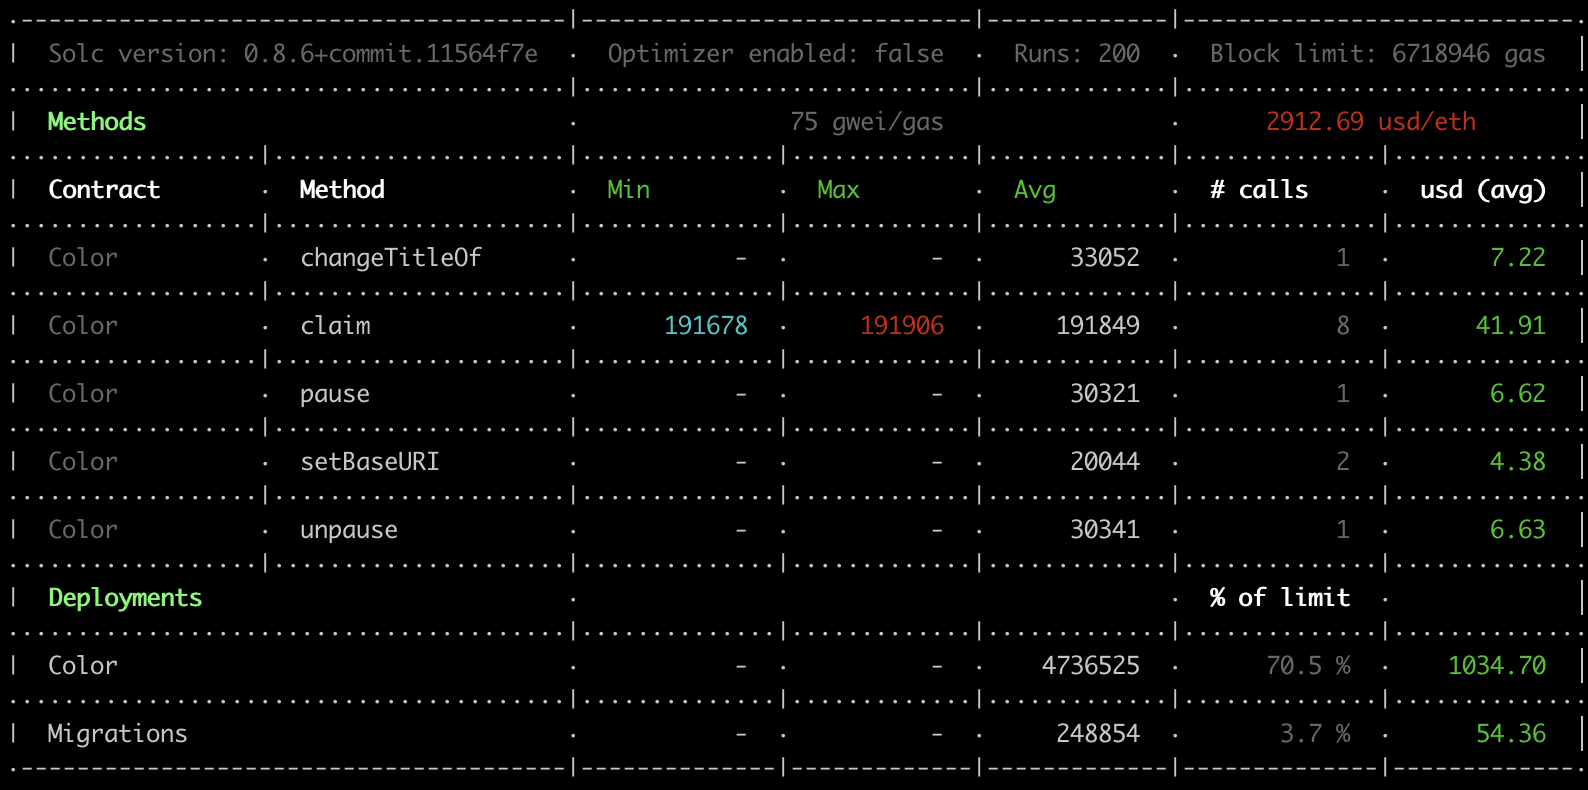 Solc version: 0.8.6+commit.11564f7e · Optimizer enabled: false · Runs: 200 · Block limit: 6718946 gas
Methods · 75 gwei/gas · 2912.69 usd/eth
Contract · Method · Min · Max · Avg · # calls · usd (avg)
Color · changeTitleOf · - · - · 33052 · 1 · 7.22
Color · claim · 191678 · 191906 · 191849 · 8 · 41.91
Color · pause · - · - · 30321 · 1 · 6.62
Color · setBaseURI · - · - · 20044 · 2 · 4.38
Color · unpause · - · - · 30341 · 1 · 6.63
Deployments · · % of limit ·
Color · - · - · 4736525 · 70.5 % · 1034.70
Migrations · - · - · 248854 · 3.7 % · 54.36